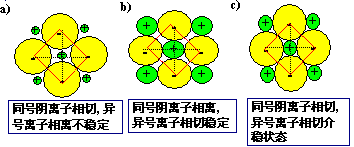 a)
b)
c)
同号阴离子相切,异
号离子相离不稳定
同号阴离子相离,
异号离子相切稳定
同号阴离子相切,
异号离子相切介
稳状态